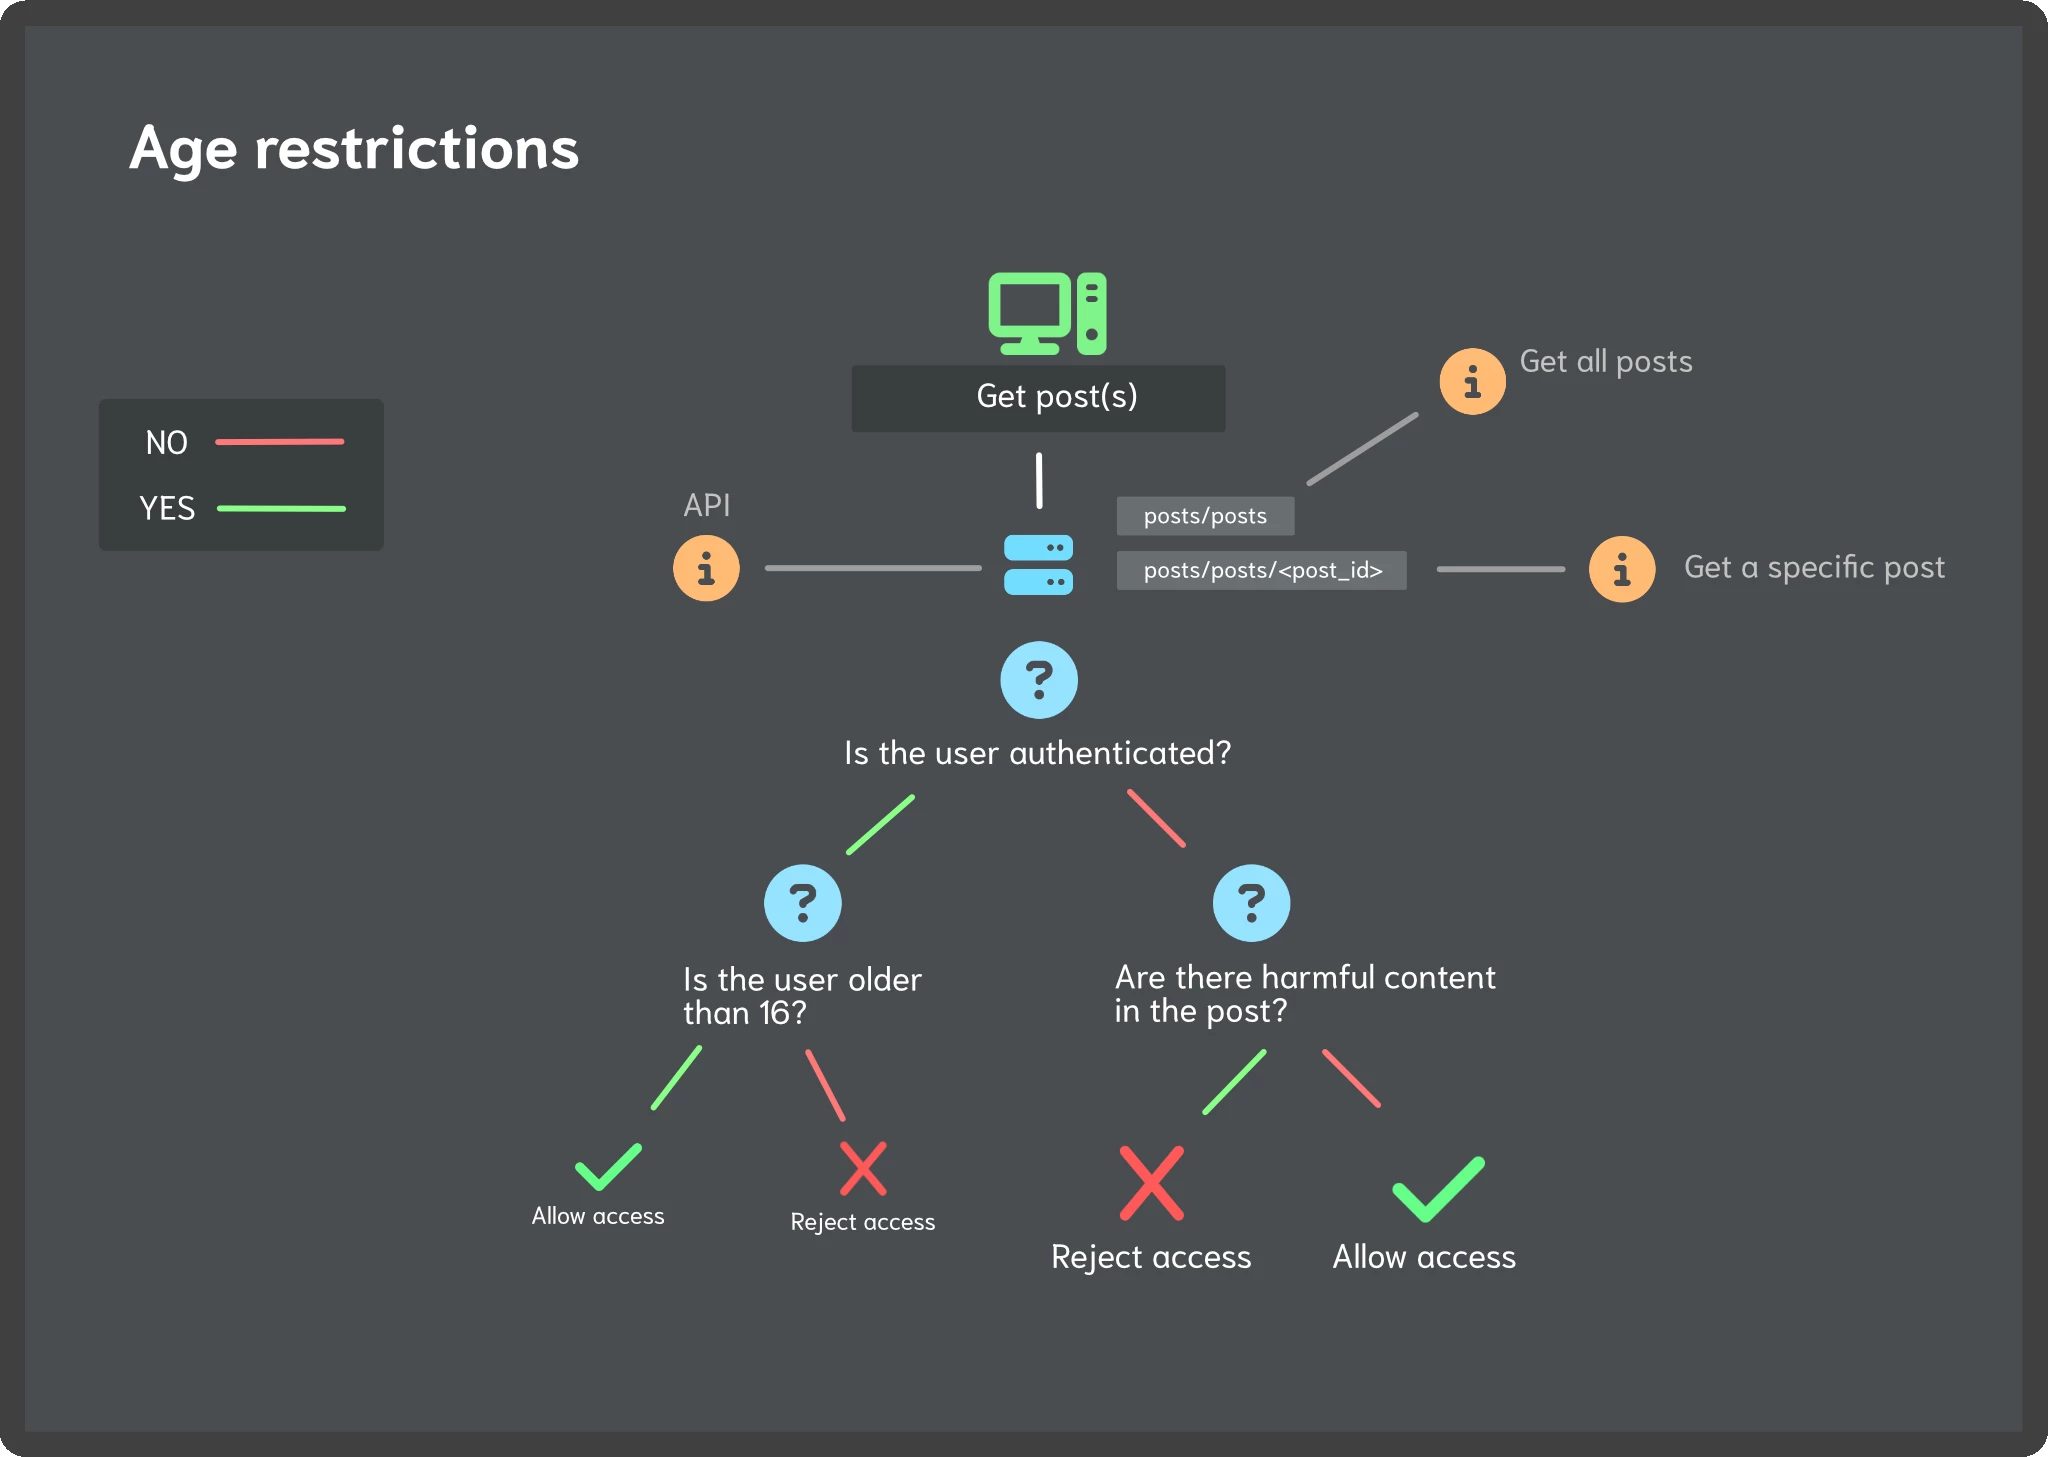 Age restrictions
Get post(s)
Get all posts
NO
YES
API
posts/posts
posts/posts/<post_id>
Get a specific post
Is the user authenticated?
Is the user older
than 16?
Are there harmful content
in the post?
Allow access
Reject access
Reject access
Allow access